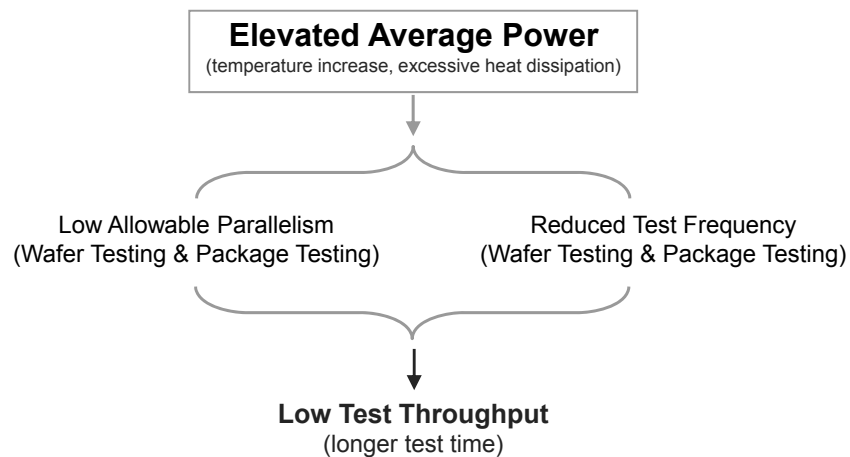 Elevated Average Power
(temperature increase, excessive heat dissipation)
Low Allowable Parallelism
(Wafer Testing & Package Testing)
Reduced Test Frequency
(Wafer Testing & Package Testing)
Low Test Throughput
(longer test time)